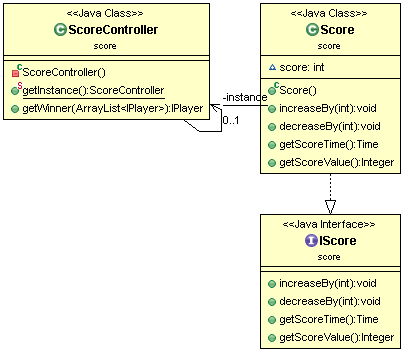 <<Java Class>>
ScoreController
score
ScoreController()
getInstance():ScoreController
getWinner(ArrayList<IPlayer>):IPlayer
-instance
0..1
<<Java Class>>
Score
score
score: int
Score()
increaseBy(int):void
decreaseBy(int):void
getScoreTime():Time
getScoreValue():Integer
<<Java Interface>>
IScore
score
increaseBy(int):void
decreaseBy(int):void
getScoreTime():Time
getScoreValue():Integer